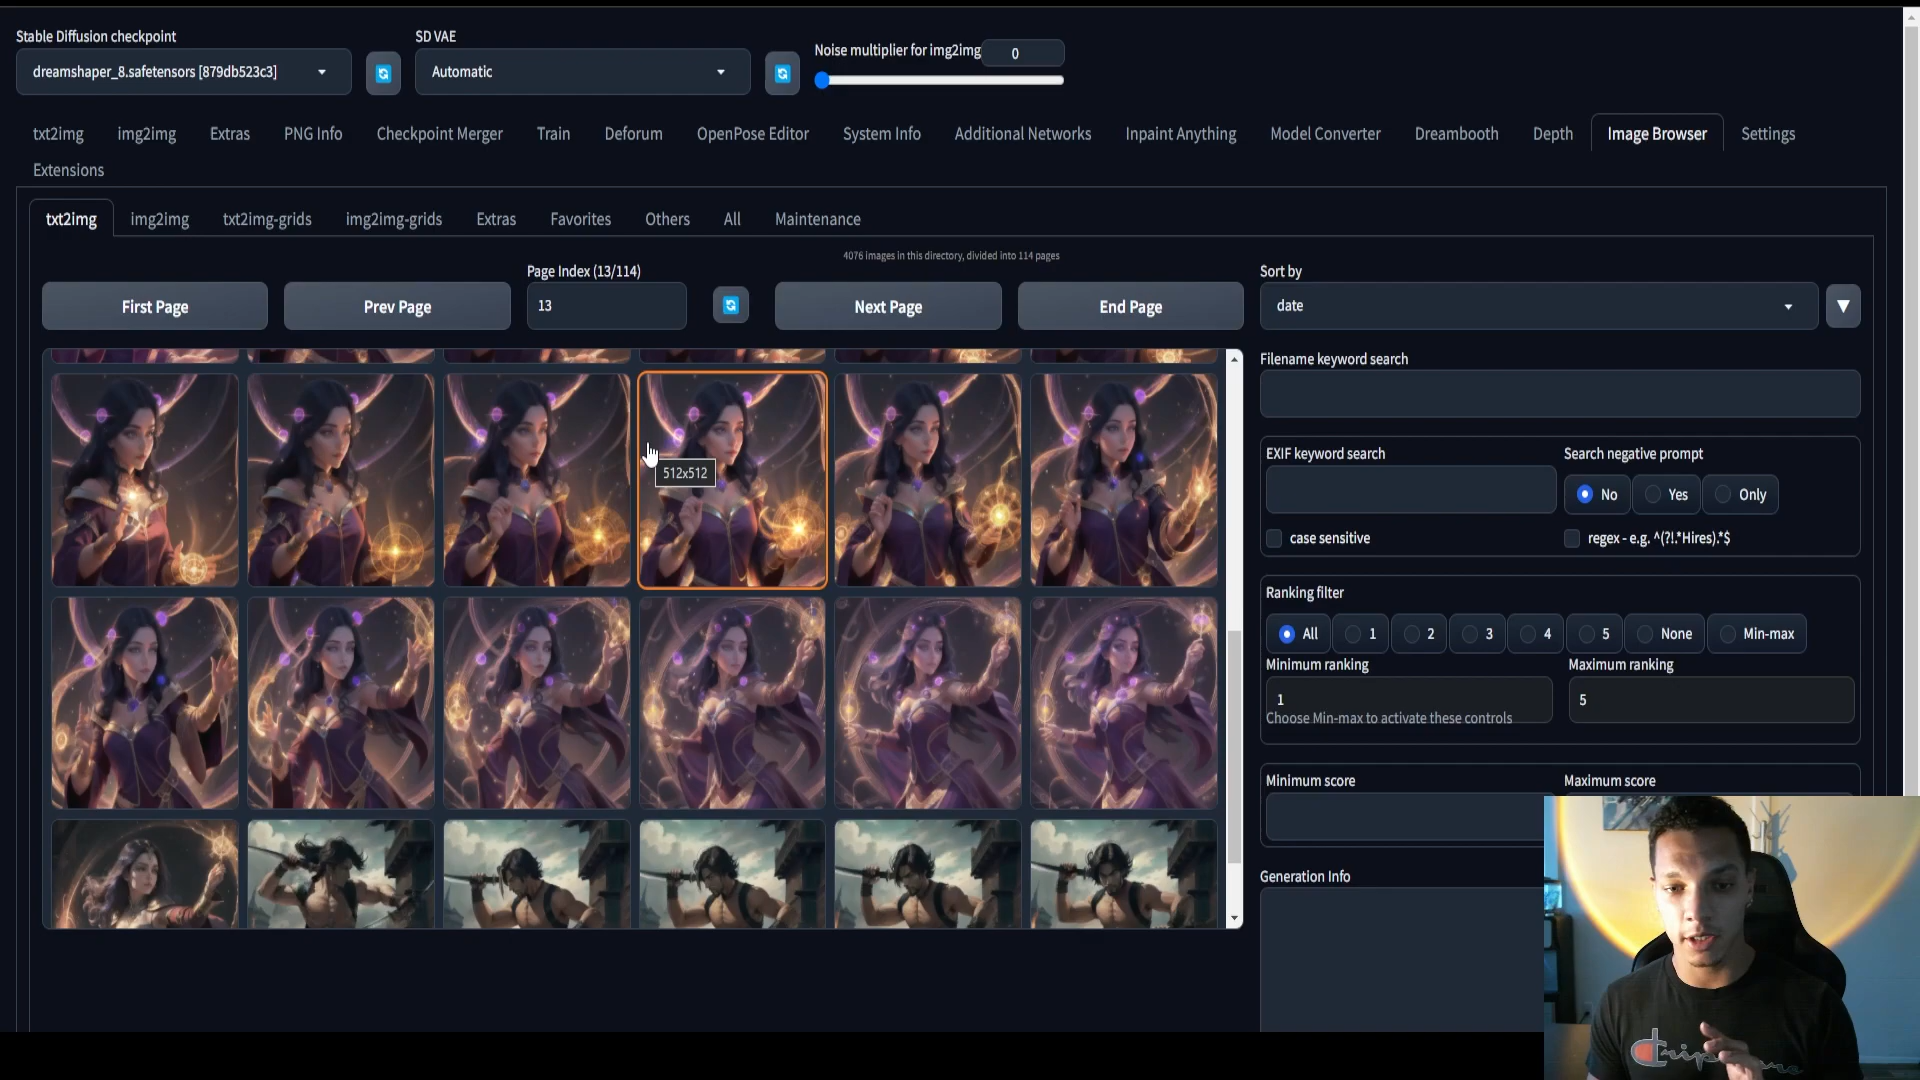 Stable Diffusion checkpoint
SD VAE
Noise multiplier for img2img
0
dreamshaper_8.safetensors [879db523c3]
Automatic
txt2img
img2img
Extras
PNG Info
Checkpoint Merger
Train
Deforum
OpenPose Editor
System Info
Additional Networks
Inpaint Anything
Model Converter
Dreambooth
Depth
Image Browser
Settings
Extensions
txt2img
img2img
txt2img-grids
img2img-grids
Extras
Favorites
Others
All
Maintenance
4076 images in this directory, divided into 114 pages
First Page
Prev Page
Page Index (13/114)
13
Next Page
End Page
Sort by
date
512x512
Filename keyword search
EXIF keyword search
Search negative prompt
No
Yes
Only
case sensitive
regex - e.g. ^(?!.*Hires).*$
Ranking filter
All
1
2
3
4
5
None
Min-max
Minimum ranking
Maximum ranking
1
5
Choose Min-max to activate these controls
Minimum score
Maximum score
Generation Info